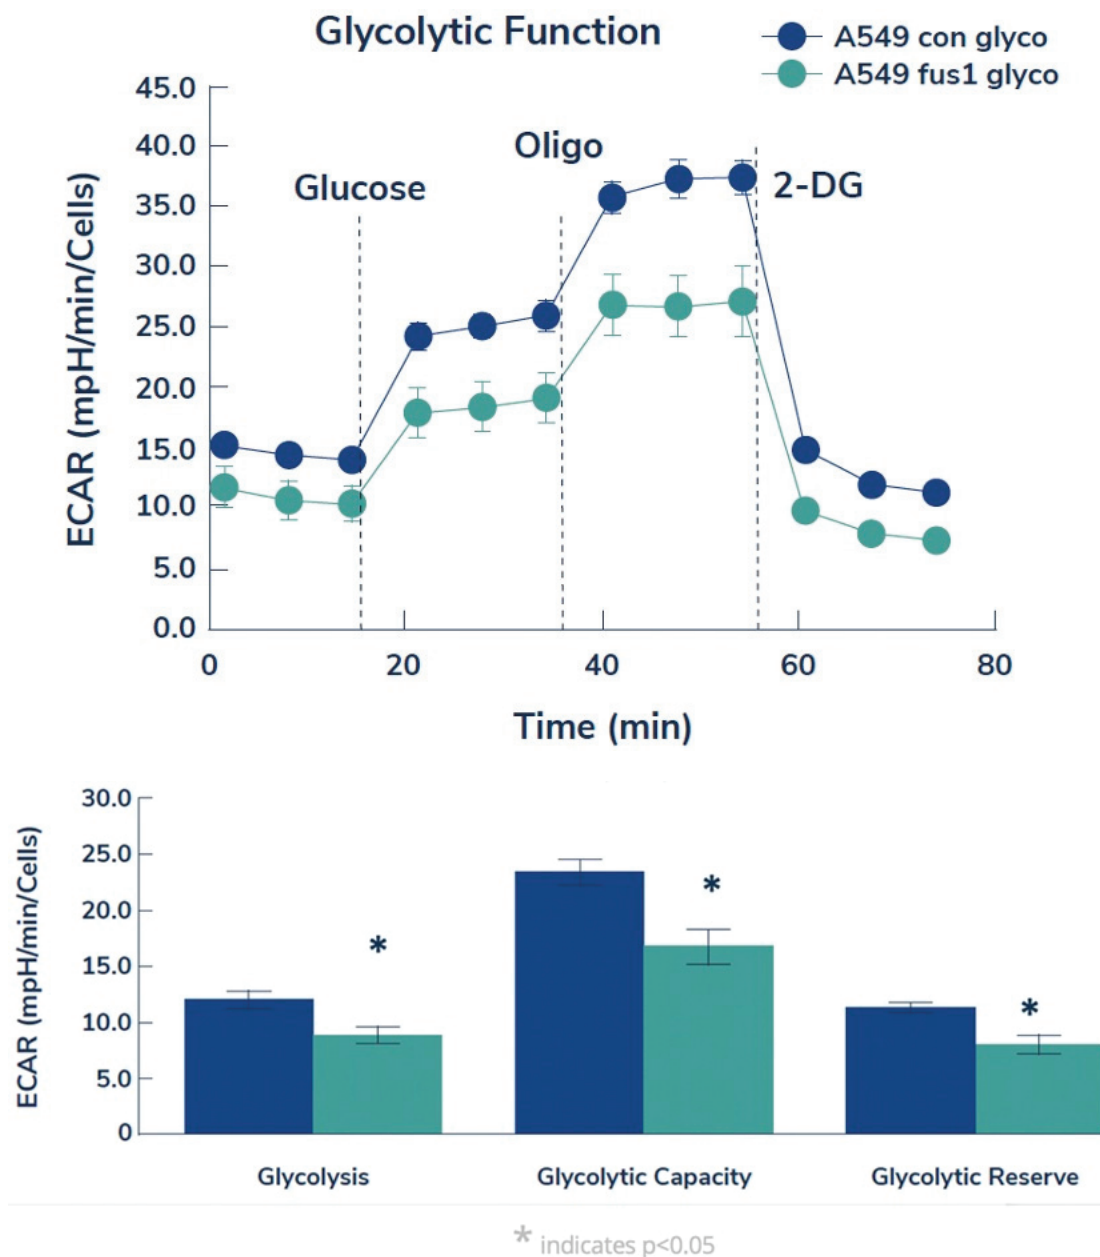 Glycolytic Function
A549 con glyco
A549 fus1 glyco
45.0
40.0
35.0
30.0
25.0
20.0
15.0
10.0
5.0
0.0
ECAR (mpH/min/Cells)
Glucose
Oligo
2-DG
0 20 40 60 80
Time (min)
30.0
25.0
20.0
15.0
10.0
5.0
0
ECAR (mpH/min/Cells)
*
*
*
Glycolysis Glycolytic Capacity Glycolytic Reserve
* indicates p<0.05